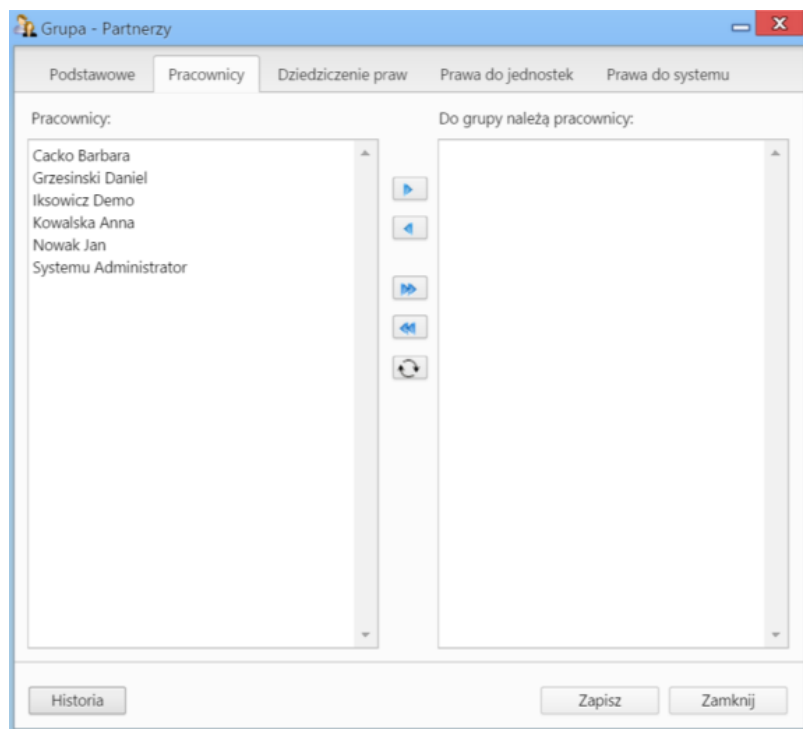 Grupa - Partnerzy
Podstawowe Pracownicy Dziedziczenie praw Prawa do jednostek Prawa do systemu
Pracownicy: Do grupy należą pracownicy:
Cacko Barbara
Grzesinski Daniel
Iksowicz Demo
Kowalska Anna
Nowak Jan
Systemu Administrator
Historia Zapisz Zamknij